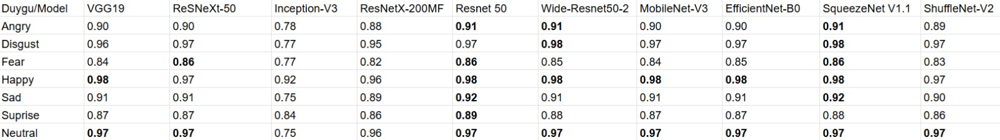 Duygu/Model VGG19 ReSNeXt-50 Inception-V3 ResNetX-200MF Resnet 50 Wide-Resnet50-2 MobileNet-V3 EfficientNet-B0 SqueezeNet V1.1 ShuffleNet-V2
Angry 0.90 0.90 0.78 0.88 0.91 0.91 0.90 0.90 0.91 0.89
Disgust 0.96 0.97 0.77 0.95 0.97 0.98 0.97 0.97 0.98 0.97
Fear 0.84 0.86 0.77 0.82 0.86 0.85 0.84 0.85 0.86 0.83
Happy 0.98 0.97 0.92 0.96 0.98 0.98 0.98 0.98 0.98 0.97
Sad 0.91 0.91 0.75 0.89 0.92 0.91 0.91 0.91 0.92 0.90
Suprise 0.87 0.87 0.84 0.86 0.89 0.88 0.87 0.87 0.88 0.86
Neutral 0.97 0.97 0.75 0.96 0.97 0.97 0.97 0.97 0.97 0.97